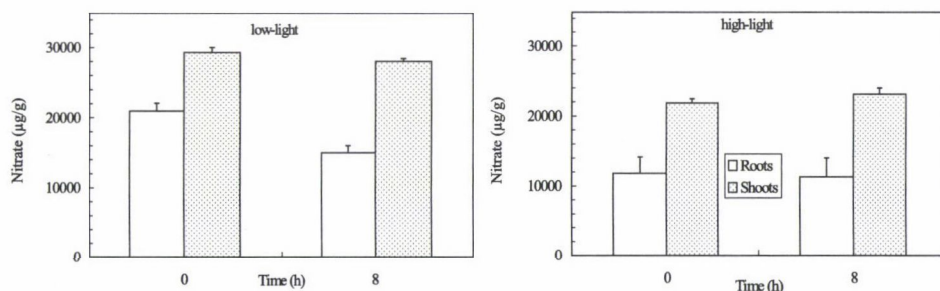 low-light
Nitrate (µg/g)
30000
20000
10000
0
0
8
Time (h)
high-light
Nitrate (µg/g)
30000
20000
10000
0
Roots
Shoots
0
8
Time (h)